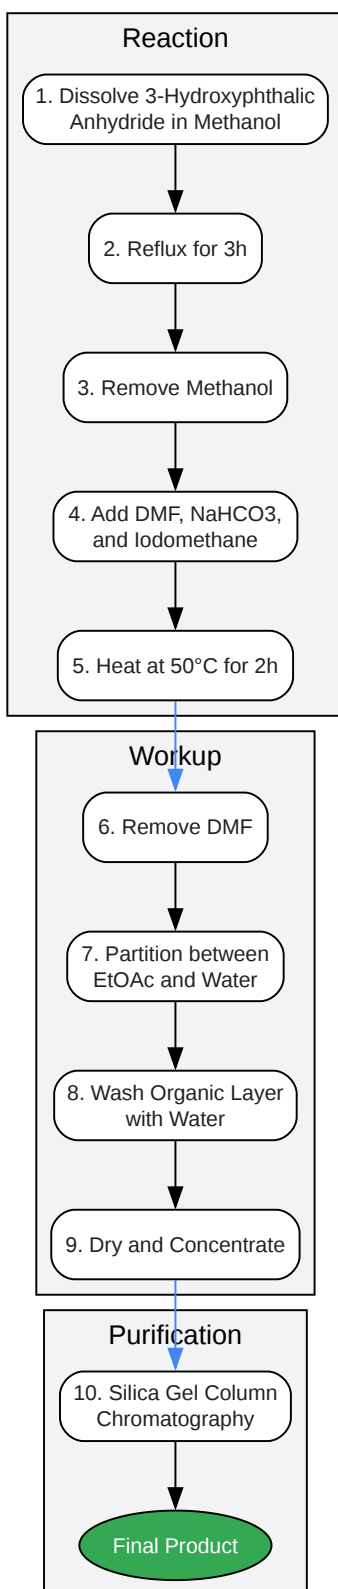 Reaction
1. Dissolve 3-Hydroxyphthalic
Anhydride in Methanol
2. Reflux for 3h
3. Remove Methanol
4. Add DMF, NaHCO3,
and Iodomethane
5. Heat at 50°C for 2h
Workup
6. Remove DMF
7. Partition between
EtOAc and Water
8. Wash Organic Layer
with Water
9. Dry and Concentrate
Purification
10. Silica Gel Column
Chromatography
Final Product